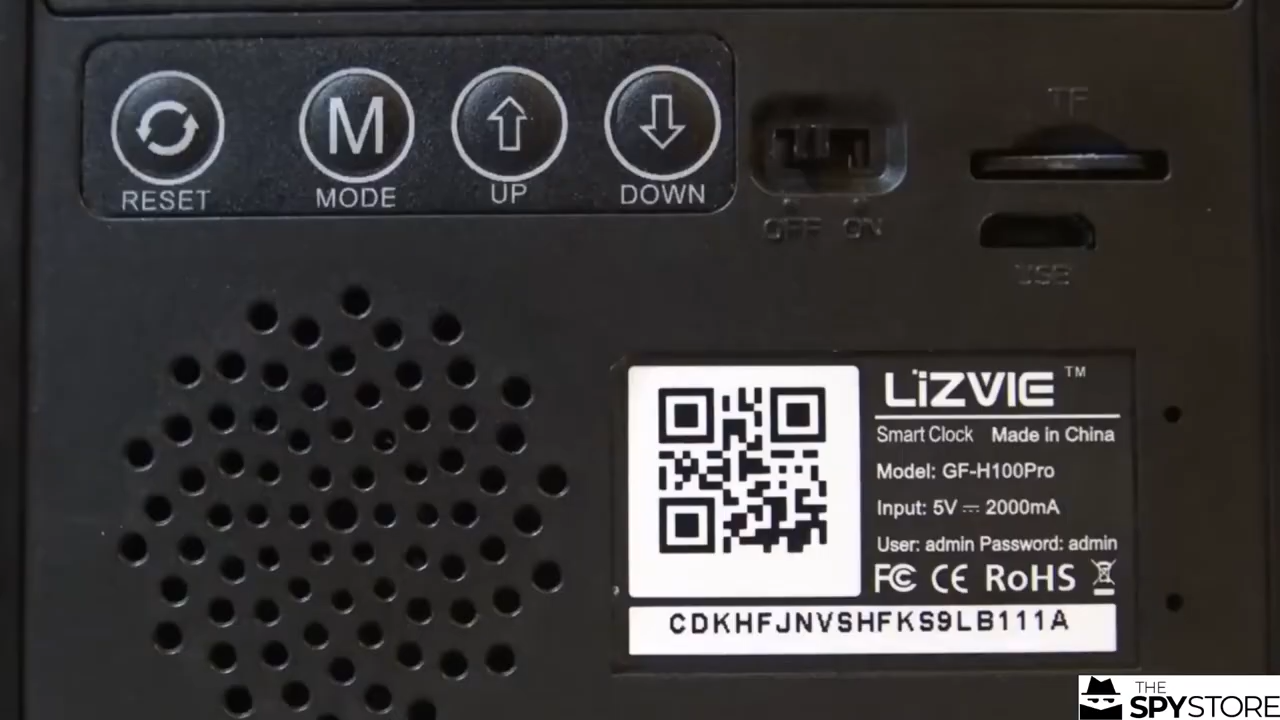 M
RESET MODE UP DOWN
TF
OFF ON
USB
LIZVIE™
Smart Clock Made in China
Model: GF-H100Pro
Input: 5V ⎓ 2000mA
User: admin Password: admin
FC CE RoHS
CDKHFJNVSHFKS9LB111A
THE
SPYSTORE